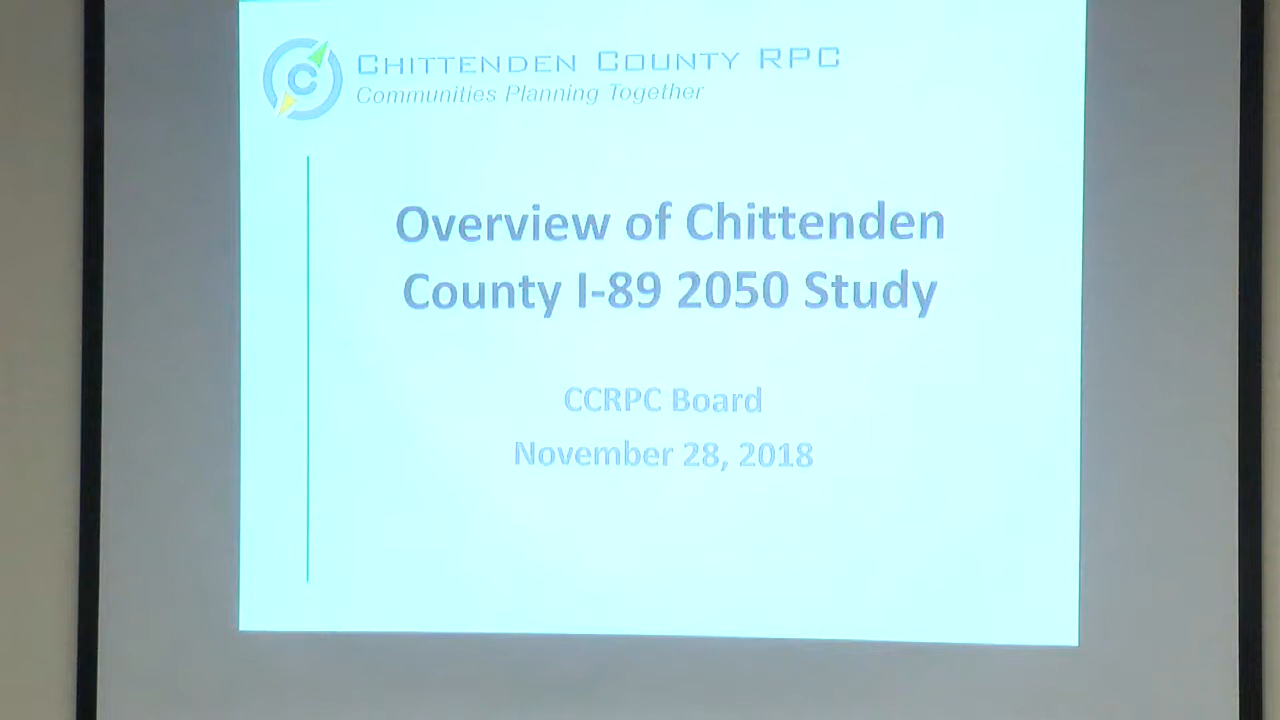 CHITTENDEN COUNTY RPC
Communities Planning Together
Overview of Chittenden
County I-89 2050 Study
CCRPC Board
November 28, 2018